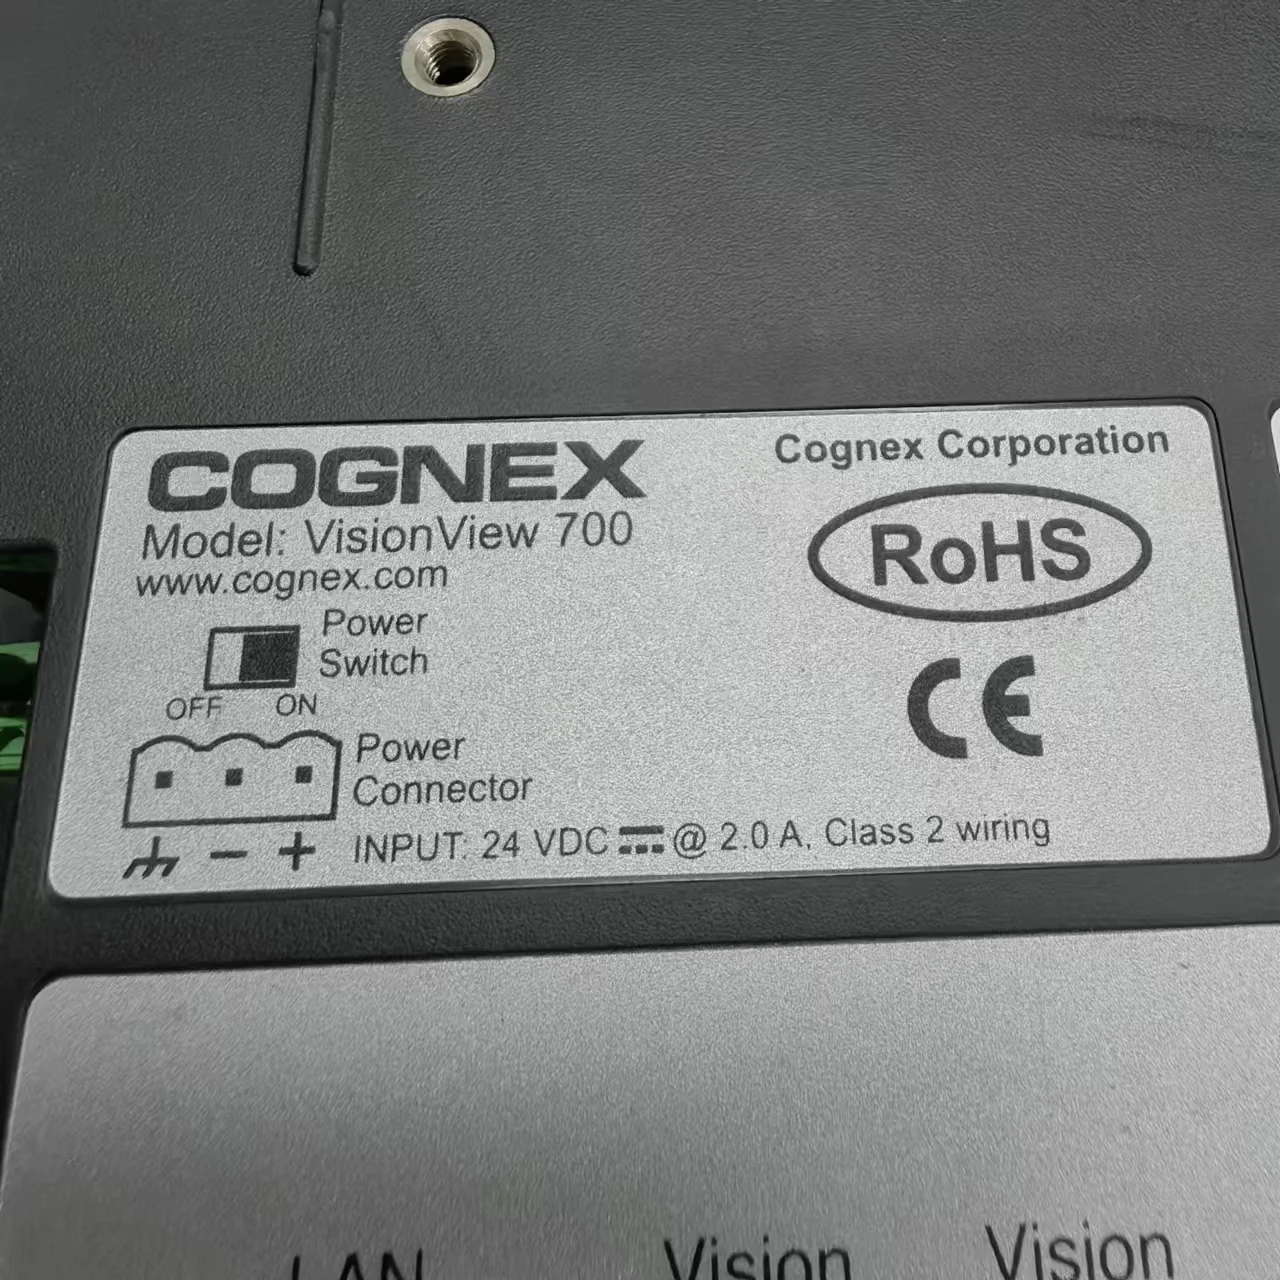 COGNEX
Model: VisionView 700
www.cognex.com
Cognex Corporation
RoHS
CE
Power
Switch
OFF ON
Power
Connector
− +
INPUT: 24 VDC ⎓ @ 2.0 A, Class 2 wiring
LAN Vision Vision